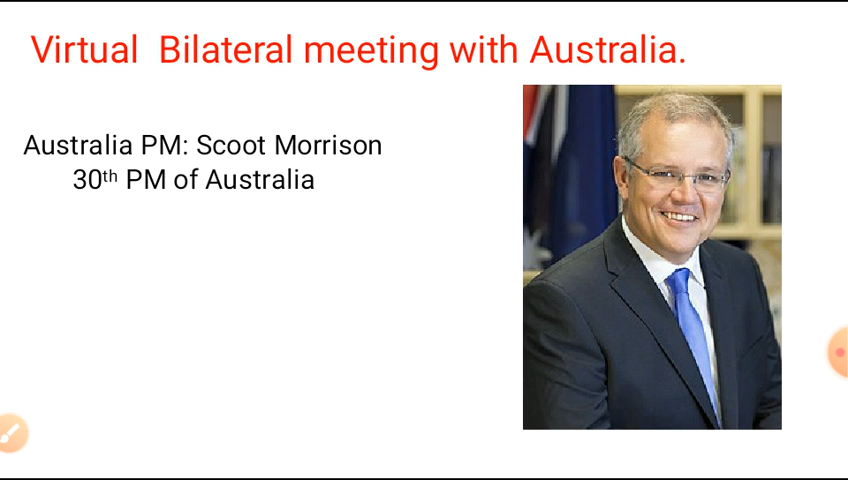 Virtual  Bilateral meeting with Australia.
Australia PM: Scoot Morrison
30th PM of Australia